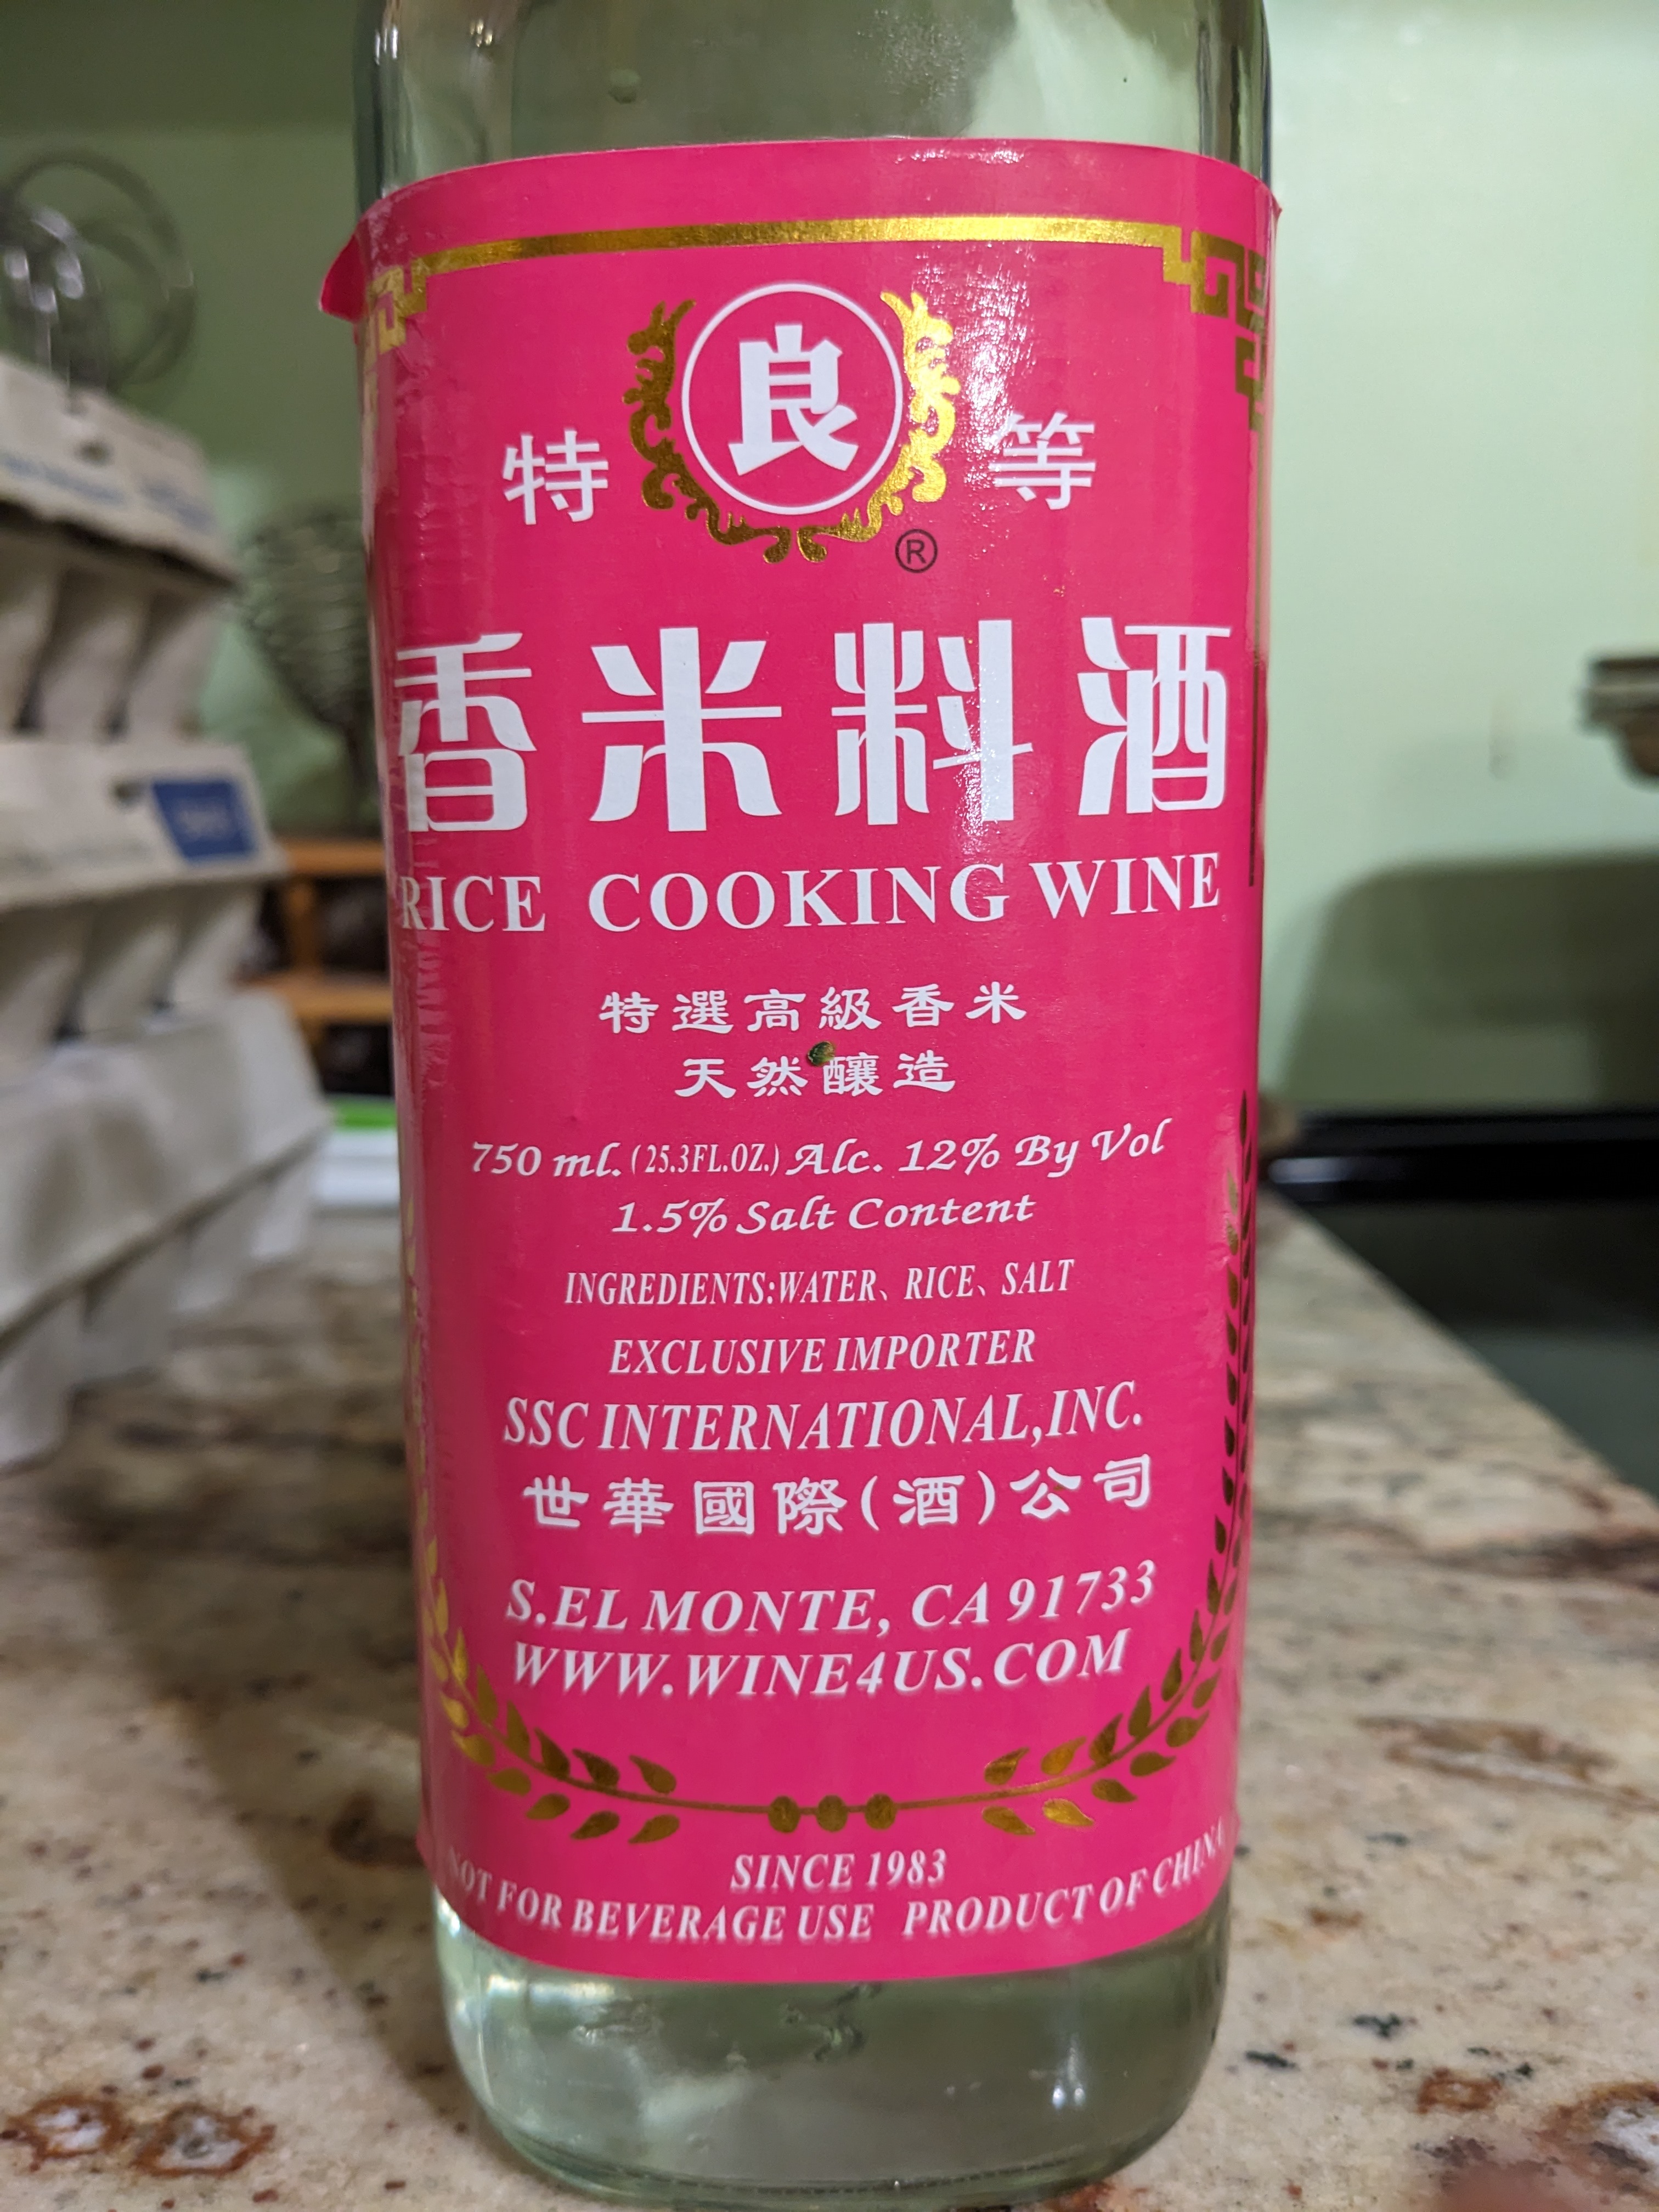 良
特 等
®
香米料酒
RICE COOKING WINE
特選高級香米
天然釀造
750 ml. (25.3FL.OZ.) Alc. 12% By Vol
1.5% Salt Content
INGREDIENTS:WATER、RICE、SALT
EXCLUSIVE IMPORTER
SSC INTERNATIONAL,INC.
世華國際(酒)公司
S.EL MONTE, CA 91733
WWW.WINE4US.COM
SINCE 1983
NOT FOR BEVERAGE USE PRODUCT OF CHINA